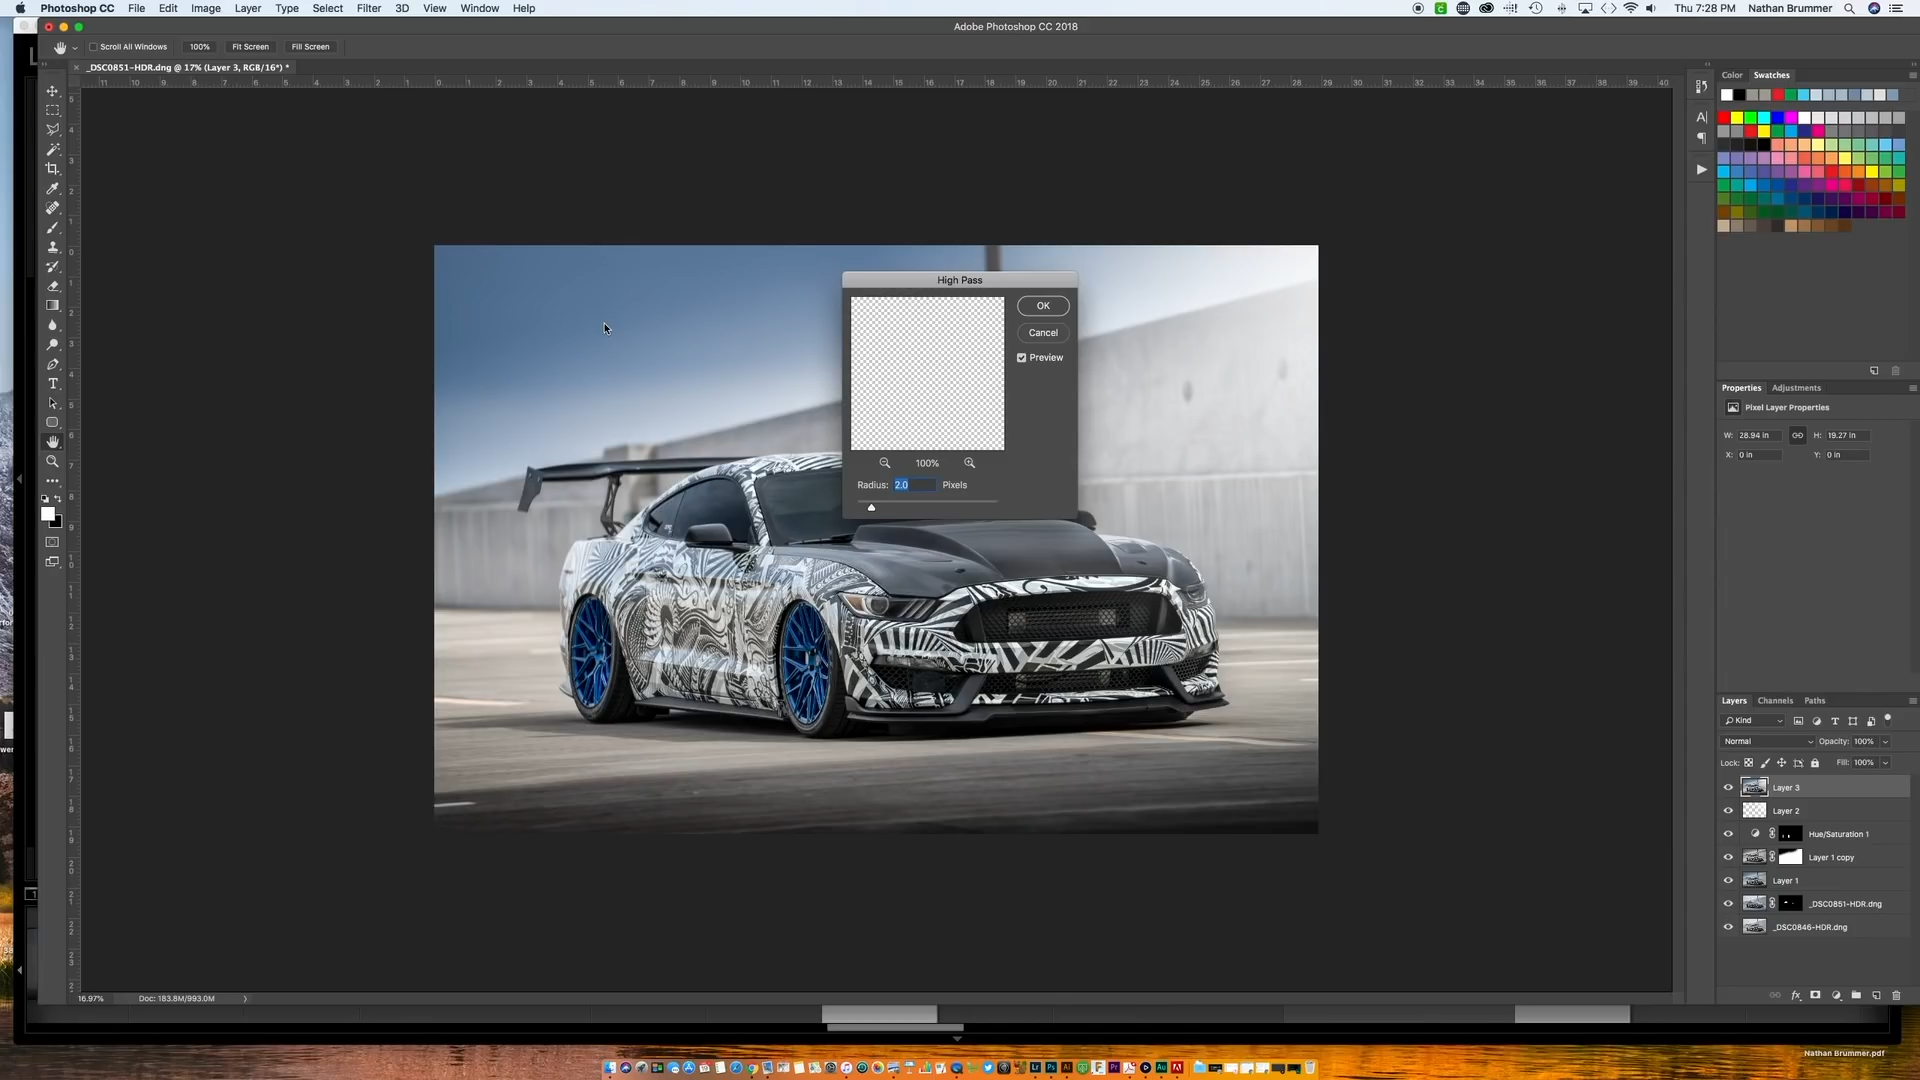 Photoshop CC File Edit Image Layer Type Select Filter 3D View Window Help
Thu 7:28 PM Nathan Brummer
Adobe Photoshop CC 2018
Scroll All Windows 100% Fit Screen Fill Screen
_DSC0851-HDR.dng @ 17% (Layer 3, RGB/16*) *
Color Swatches
High Pass
OK
Cancel
Preview
100%
Radius: 2.0 Pixels
Properties Adjustments
Pixel Layer Properties
W: 28.94 in H: 19.27 in
X: 0 in Y: 0 in
Layers Channels Paths
Kind
Normal Opacity: 100%
Lock: Fill: 100%
Layer 3
Layer 2
Hue/Saturation 1
Layer 1 copy
Layer 1
_DSC0851-HDR.dng
_DSC0846-HDR.dng
16.97% Doc: 183.8M/993.0M
Nathan Brummer.pdf